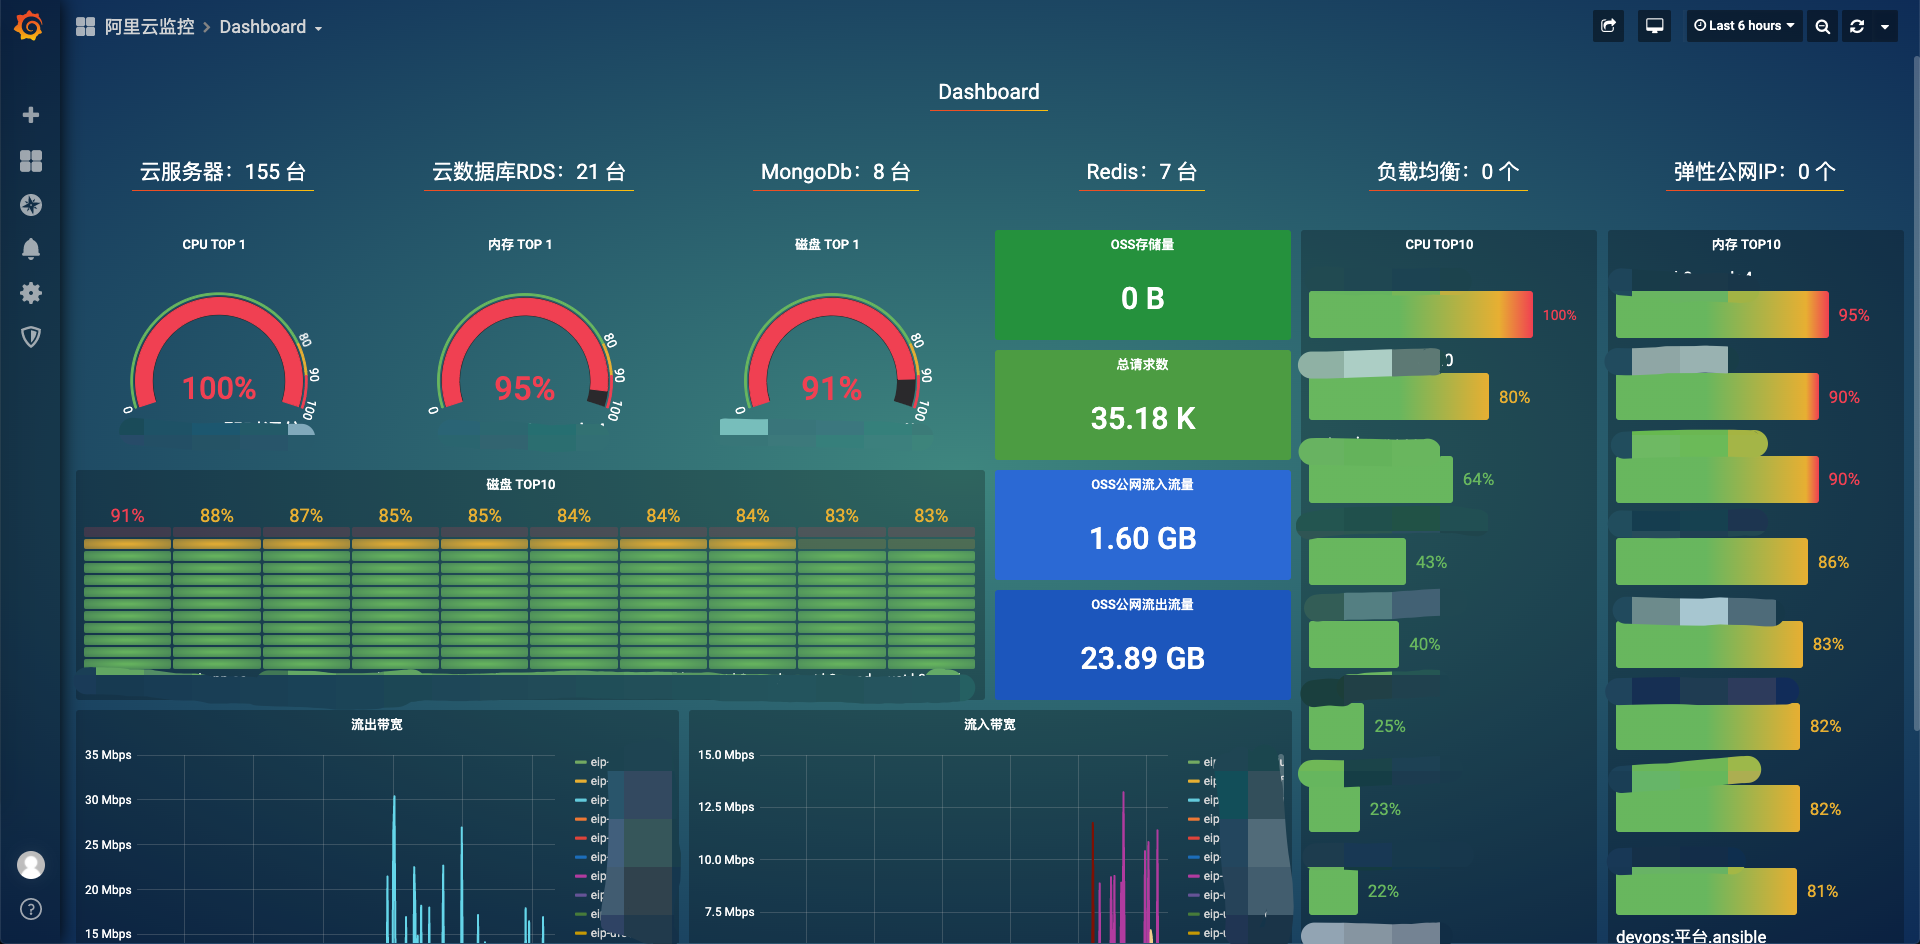 阿里云监控 > Dashboard
Last 6 hours
Dashboard
云服务器：155 台
云数据库RDS：21 台
MongoDb：8 台
Redis：7 台
负载均衡：0 个
弹性公网IP：0 个
CPU TOP 1
0
80
90
100
100%
内存 TOP 1
0
80
90
100
95%
磁盘 TOP 1
0
80
90
100
91%
OSS存储量
0 B
总请求数
35.18 K
OSS公网流入流量
1.60 GB
OSS公网流出流量
23.89 GB
CPU TOP10
100%
80%
64%
43%
40%
25%
23%
22%
内存 TOP10
95%
90%
90%
86%
83%
82%
82%
81%
devops:平台.ansible
磁盘 TOP10
91% 88% 87% 85% 85% 84% 84% 84% 83% 83%
流出带宽
35 Mbps
30 Mbps
25 Mbps
20 Mbps
15 Mbps
eip-
eip-
eip-
eip-
eip-
eip-
eip-
流入带宽
15.0 Mbps
12.5 Mbps
10.0 Mbps
7.5 Mbps
eip
eip
eip
eip
eip
eip-
eip-
eip-u
eip-u